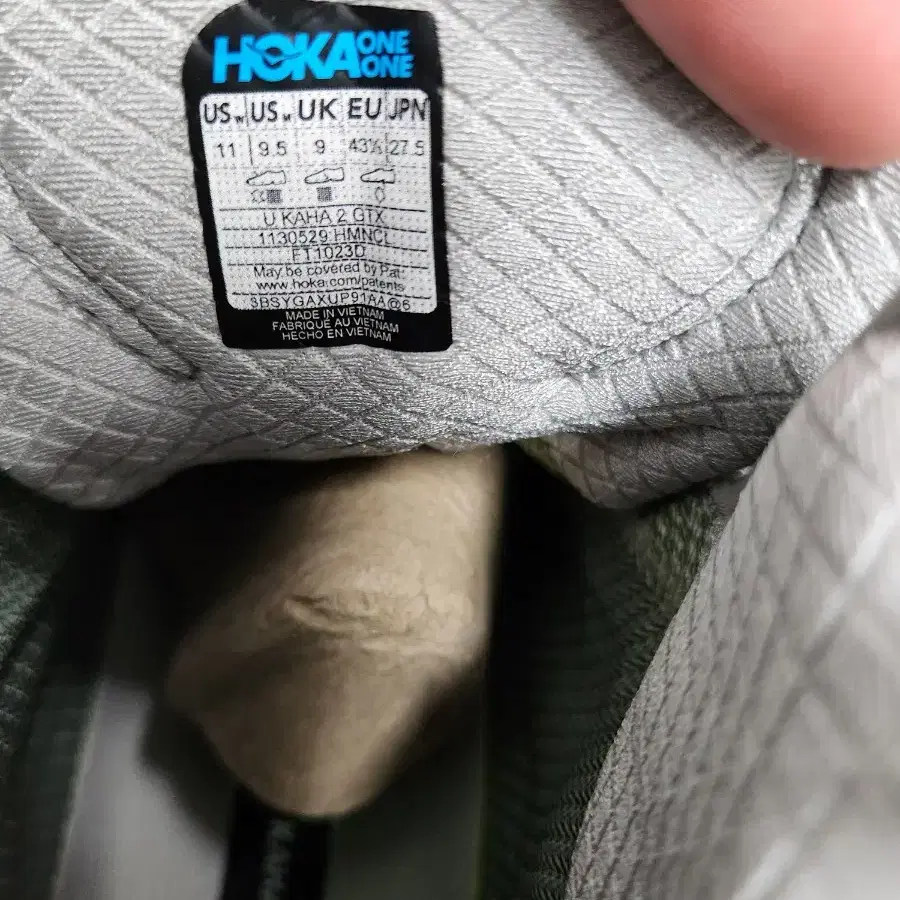 HOKA ONE ONE
US w US M UK EU JPN
11 9.5 9 43⅓ 27.5
U KAHA 2 GTX
1130529 HMNCL
FT1023D
May be covered by Pat:
www.hoka.com/patents
SBSYGAXUP91AA@6
MADE IN VIETNAM
FABRIQUÉ AU VIETNAM
HECHO EN VIETNAM